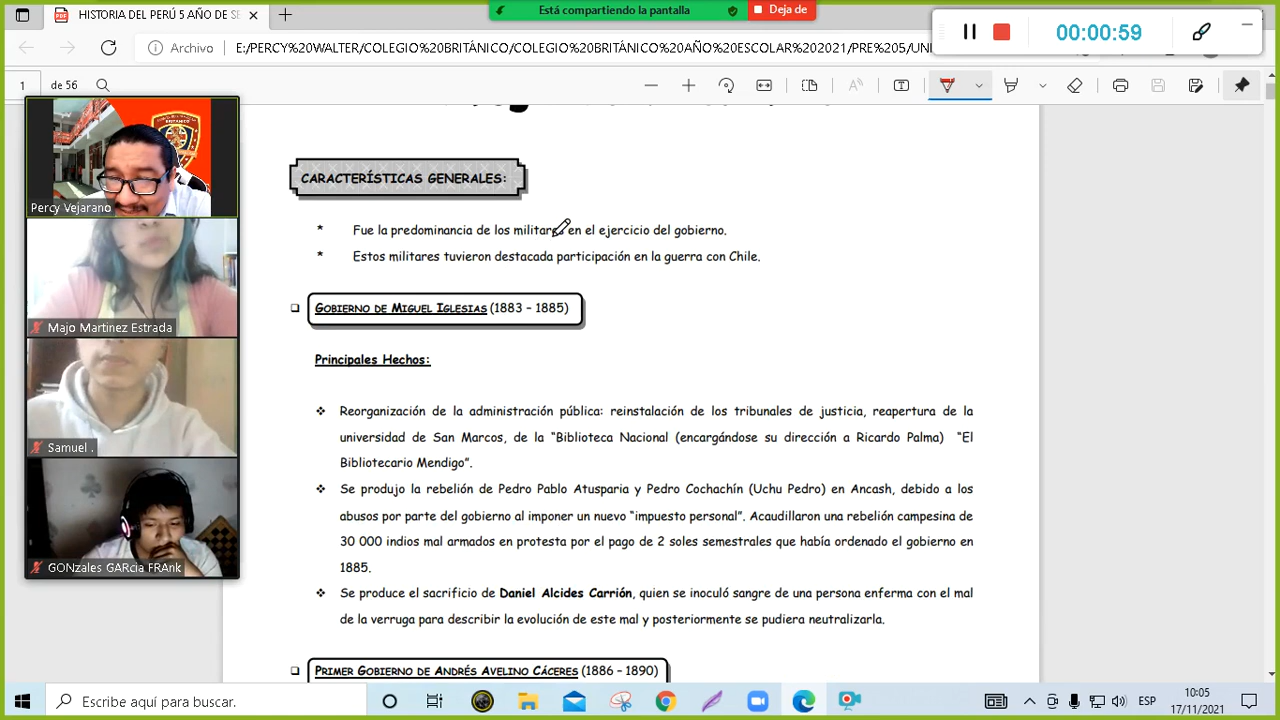 HISTORIA DEL PERÚ 5 AÑO DE SE
Está compartiendo la pantalla
Deja de
00:00:59
Archivo
E:/PERCY%20WALTER/COLEGIO%20BRITÁNICO/COLEGIO%20BRITÁNICO%20AÑO%20ESCOLAR%202021/PRE%205/UN
1
de 56
CARACTERÍSTICAS GENERALES:
* Fue la predominancia de los militares en el ejercicio del gobierno.
* Estos militares tuvieron destacada participación en la guerra con Chile.
❑ GOBIERNO DE MIGUEL IGLESIAS (1883 – 1885)
Principales Hechos:
❖ Reorganización de la administración pública: reinstalación de los tribunales de justicia, reapertura de la
universidad de San Marcos, de la “Biblioteca Nacional (encargándose su dirección a Ricardo Palma) “El
Bibliotecario Mendigo”.
❖ Se produjo la rebelión de Pedro Pablo Atusparia y Pedro Cochachín (Uchu Pedro) en Ancash, debido a los
abusos por parte del gobierno al imponer un nuevo “impuesto personal”. Acaudillaron una rebelión campesina de
30 000 indios mal armados en protesta por el pago de 2 soles semestrales que había ordenado el gobierno en
1885.
❖ Se produce el sacrificio de Daniel Alcides Carrión, quien se inoculó sangre de una persona enferma con el mal
de la verruga para describir la evolución de este mal y posteriormente se pudiera neutralizarla.
❑ PRIMER GOBIERNO DE ANDRÉS AVELINO CÁCERES (1886 – 1890)
Percy Vejarano
Majo Martinez Estrada
Samuel .
GONzales GARcia FRAnk
Escribe aquí para buscar.
ESP
10:05
17/11/2021